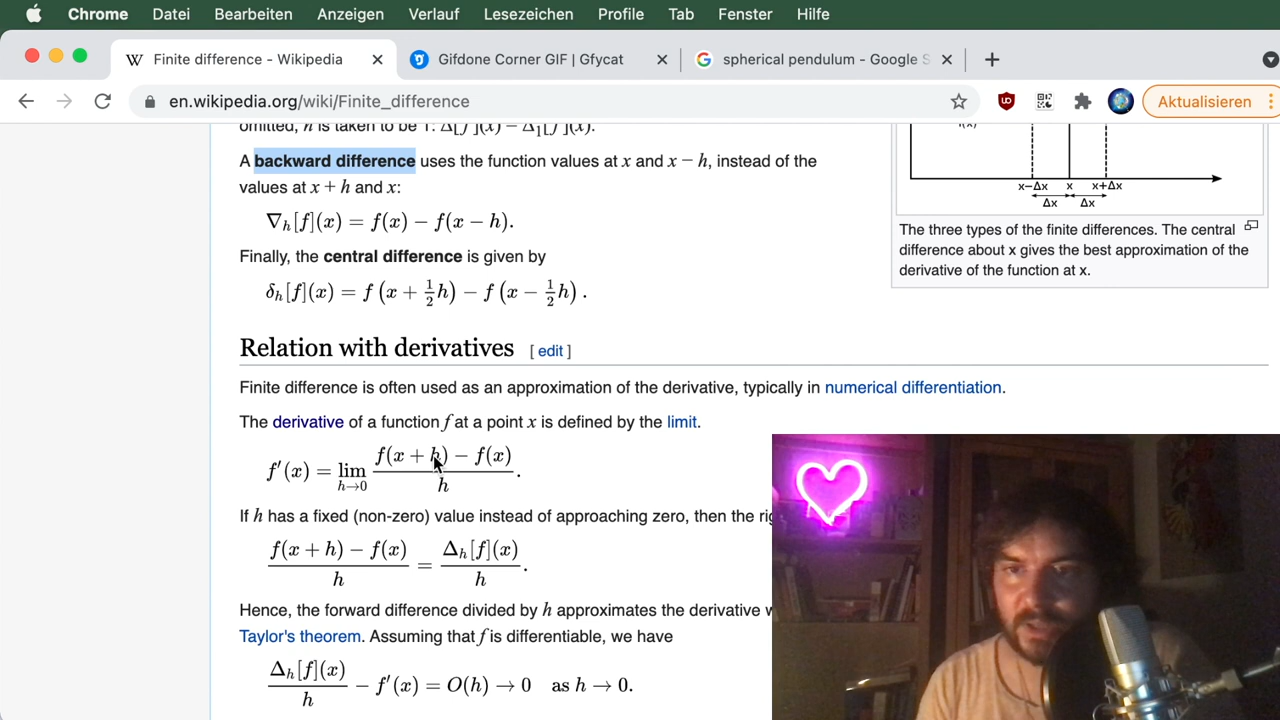 Chrome Datei Bearbeiten Anzeigen Verlauf Lesezeichen Profile Tab Fenster Hilfe
W Finite difference - Wikipedia
Gifdone Corner GIF | Gfycat
spherical pendulum - Google S
en.wikipedia.org/wiki/Finite_difference
Aktualisieren
omitted, h is taken to be 1: Δ[f](x) = Δ₁[f](x).
A backward difference uses the function values at x and x − h, instead of the
values at x + h and x:
∇ₕ[f](x) = f(x) − f(x − h).
Finally, the central difference is given by
δₕ[f](x) = f(x + ½h) − f(x − ½h).
f(x)
x−Δx x x+Δx
Δx Δx
The three types of the finite differences. The central
difference about x gives the best approximation of the
derivative of the function at x.
Relation with derivatives [ edit ]
Finite difference is often used as an approximation of the derivative, typically in numerical differentiation.
The derivative of a function f at a point x is defined by the limit.
f′(x) = lim h→0 (f(x + h) − f(x)) / h.
If h has a fixed (non-zero) value instead of approaching zero, then the
(f(x + h) − f(x)) / h = Δₕ[f](x) / h.
Hence, the forward difference divided by h approximates the derivative
Taylor's theorem. Assuming that f is differentiable, we have
Δₕ[f](x) / h − f′(x) = O(h) → 0 as h → 0.